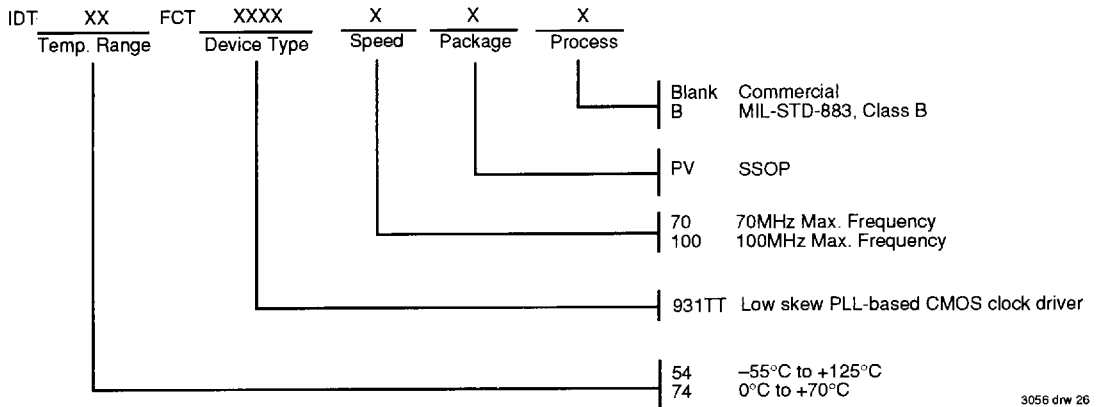 IDT XX FCT XXXX X X X
Temp. Range Device Type Speed Package Process
Blank Commercial
B MIL-STD-883, Class B
PV SSOP
70 70MHz Max. Frequency
100 100MHz Max. Frequency
931TT Low skew PLL-based CMOS clock driver
54 –55°C to +125°C
74 0°C to +70°C
3056 drw 26